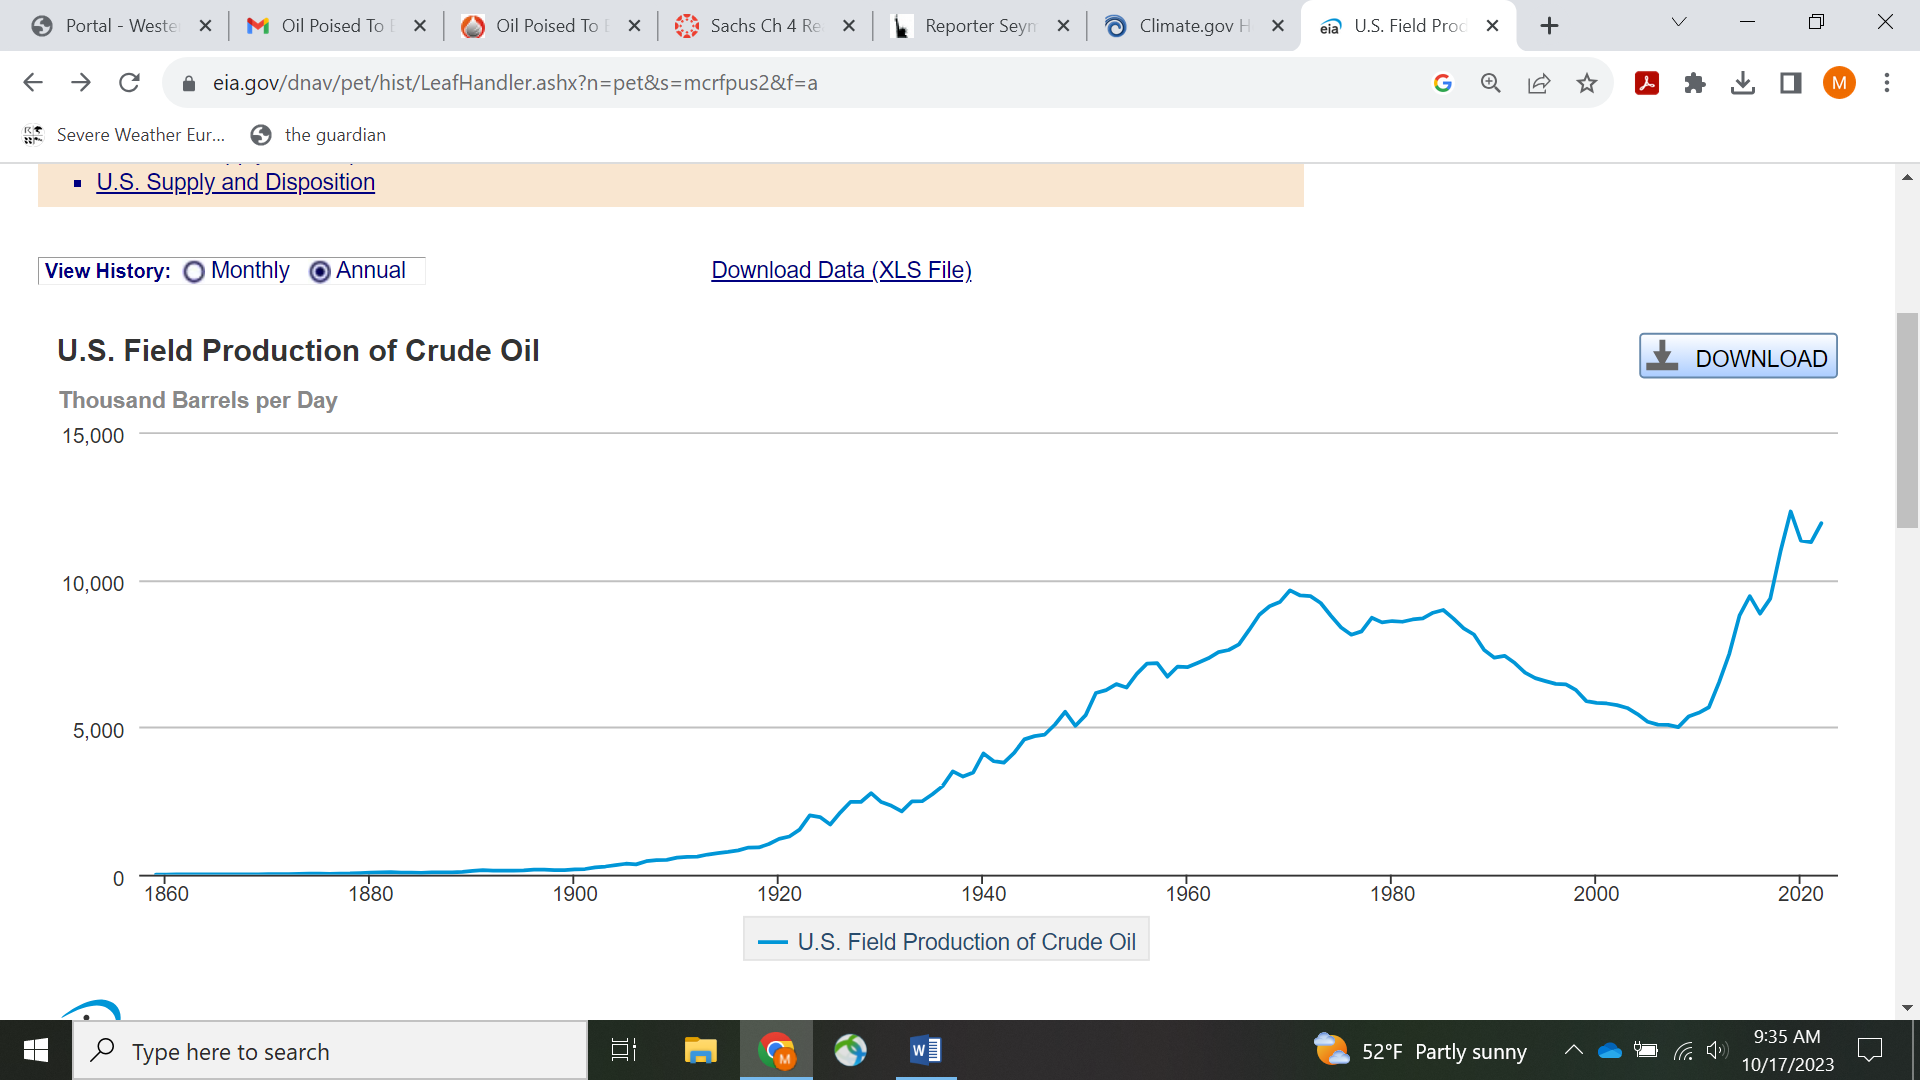 Portal - Weste
Oil Poised To
Oil Poised To
Sachs Ch 4 Re
Reporter Seym
Climate.gov H
eia U.S. Field Prod
eia.gov/dnav/pet/hist/LeafHandler.ashx?n=pet&s=mcrfpus2&f=a
G
M
Severe Weather Eur... the guardian
U.S. Supply and Disposition
View History: Monthly Annual Download Data (XLS File)
U.S. Field Production of Crude Oil
DOWNLOAD
Thousand Barrels per Day
15,000
10,000
5,000
0
1860 1880 1900 1920 1940 1960 1980 2000 2020
U.S. Field Production of Crude Oil
Type here to search
M
W
52°F Partly sunny
9:35 AM
10/17/2023